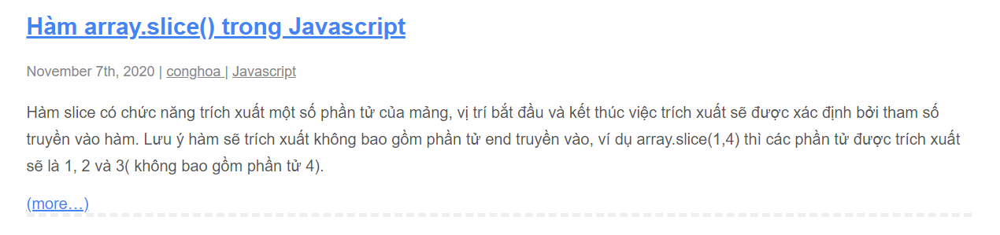 Hàm array.slice() trong Javascript
November 7th, 2020 | conghoa | Javascript
Hàm slice có chức năng trích xuất một số phần tử của mảng, vị trí bắt đầu và kết thúc việc trích xuất sẽ được xác định bởi tham số
truyền vào hàm. Lưu ý hàm sẽ trích xuất không bao gồm phần tử end truyền vào, ví dụ array.slice(1,4) thì các phần tử được trích xuất
sẽ là 1, 2 và 3( không bao gồm phần tử 4).
(more…)